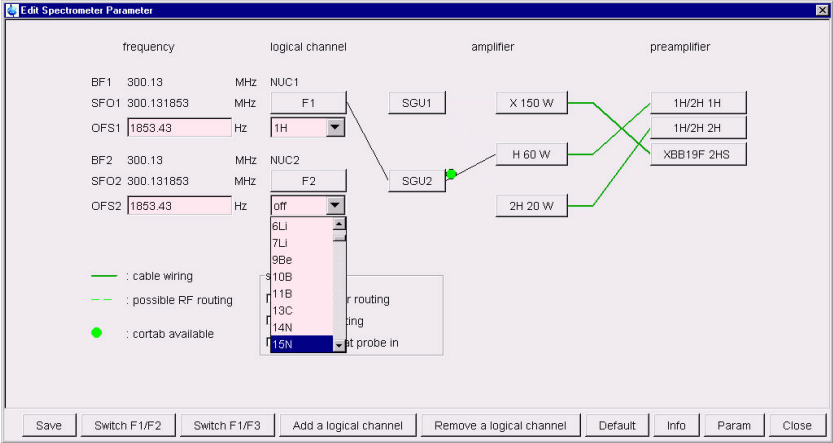 Edit Spectrometer Parameter
frequency logical channel amplifier preamplifier
BF1 300.13 MHz NUC1
SFO1 300.131853 MHz F1 SGU1 X 150 W 1H/2H 1H
OFS1 1853.43 Hz 1H 1H/2H 2H
BF2 300.13 MHz NUC2 H 60 W XBB19F 2HS
SFO2 300.131853 MHz F2 SGU2
OFS2 1853.43 Hz off 2H 20 W
6Li
7Li
9Be
: cable wiring s 10B
11B
: possible RF routing r routing
13C
14N ting
: cortab available
15N at probe in
Save Switch F1/F2 Switch F1/F3 Add a logical channel Remove a logical channel Default Info Param Close